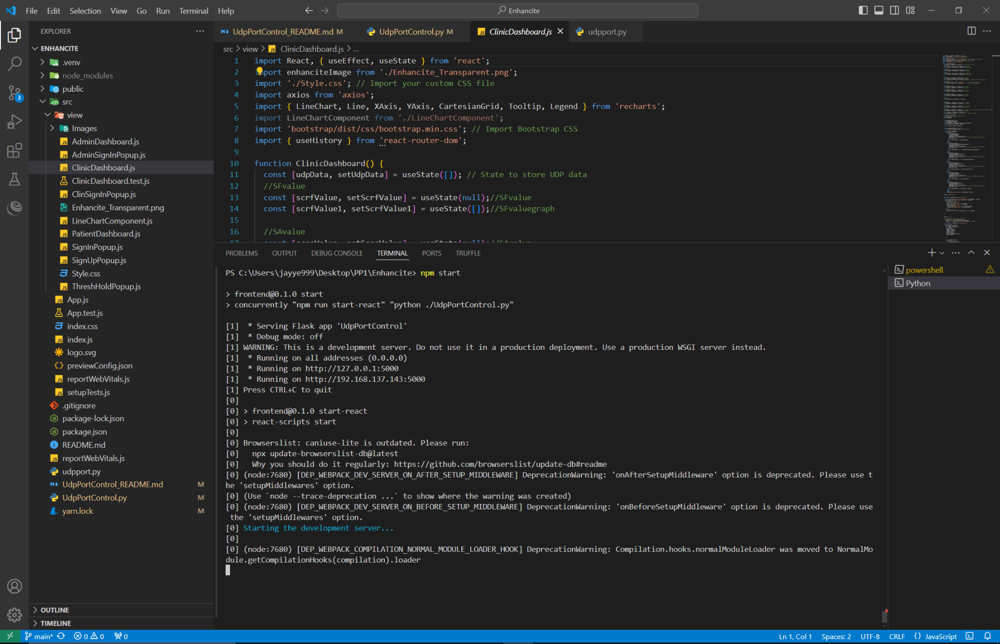 File Edit Selection View Go Run Terminal Help
Enhancite
EXPLORER
ENHANCITE
.venv
node_modules
public
src
view
Images
AdminDashboard.js
AdminSignInPopup.js
ClinicDashboard.js
ClinicDashboard.test.js
ClinSignInPopup.js
Enhancite_Transparent.png
LineChartComponent.js
PatientDashboard.js
SignInPopup.js
SignUpPopup.js
Style.css
ThreshHoldPopup.js
App.js
App.test.js
index.css
index.js
logo.svg
previewConfig.json
reportWebVitals.js
setupTests.js
.gitignore
package-lock.json
package.json
README.md
reportWebVitals.js
udpport.py
UdpPortControl_README.md M
UdpPortControl.py M
yarn.lock M
OUTLINE
TIMELINE
3
UdpPortControl_README.md M UdpPortControl.py M ClinicDashboard.js udpport.py
src > view > ClinicDashboard.js > ...
1 import React, { useEffect, useState } from 'react';
2 import enhanciteImage from './Enhancite_Transparent.png';
3 import './Style.css'; // Import your custom CSS file
4 import axios from 'axios';
5 import { LineChart, Line, XAxis, YAxis, CartesianGrid, Tooltip, Legend } from 'recharts';
6 import LineChartComponent from './LineChartComponent';
7 import 'bootstrap/dist/css/bootstrap.min.css'; // Import Bootstrap CSS
8 import { useHistory } from 'react-router-dom';
9
10 function ClinicDashboard() {
11 const [udpData, setUdpData] = useState([]); // State to store UDP data
12 //SFvalue
13 const [scrfValue, setScrfValue] = useState(null);//SFvalue
14 const [scrfValue1, setScrfValue1] = useState([]);//SFvaluegraph
15
16 //SAvalue
PROBLEMS OUTPUT DEBUG CONSOLE TERMINAL PORTS TRUFFLE
powershell
Python
PS C:\Users\jayye999\Desktop\PP1\Enhancite> npm start
> frontend@0.1.0 start
> concurrently "npm run start-react" "python ./UdpPortControl.py"
[1]  * Serving Flask app 'UdpPortControl'
[1]  * Debug mode: off
[1] WARNING: This is a development server. Do not use it in a production deployment. Use a production WSGI server instead.
[1]  * Running on all addresses (0.0.0.0)
[1]  * Running on http://127.0.0.1:5000
[1]  * Running on http://192.168.137.143:5000
[1] Press CTRL+C to quit
[0]
[0] > frontend@0.1.0 start-react
[0] > react-scripts start
[0]
[0] Browserslist: caniuse-lite is outdated. Please run:
[0]   npx update-browserslist-db@latest
[0]   Why you should do it regularly: https://github.com/browserslist/update-db#readme
[0] (node:7680) [DEP_WEBPACK_DEV_SERVER_ON_AFTER_SETUP_MIDDLEWARE] DeprecationWarning: 'onAfterSetupMiddleware' option is deprecated. Please use t
he 'setupMiddlewares' option.
[0] (Use `node --trace-deprecation ...` to show where the warning was created)
[0] (node:7680) [DEP_WEBPACK_DEV_SERVER_ON_BEFORE_SETUP_MIDDLEWARE] DeprecationWarning: 'onBeforeSetupMiddleware' option is deprecated. Please use
 the 'setupMiddlewares' option.
[0] Starting the development server...
[0]
[0] (node:7680) [DEP_WEBPACK_COMPILATION_NORMAL_MODULE_LOADER_HOOK] DeprecationWarning: Compilation.hooks.normalModuleLoader was moved to NormalMo
dule.getCompilationHooks(compilation).loader
main* 0 0 0 Ln 1, Col 1 Spaces: 2 UTF-8 CRLF {} JavaScript